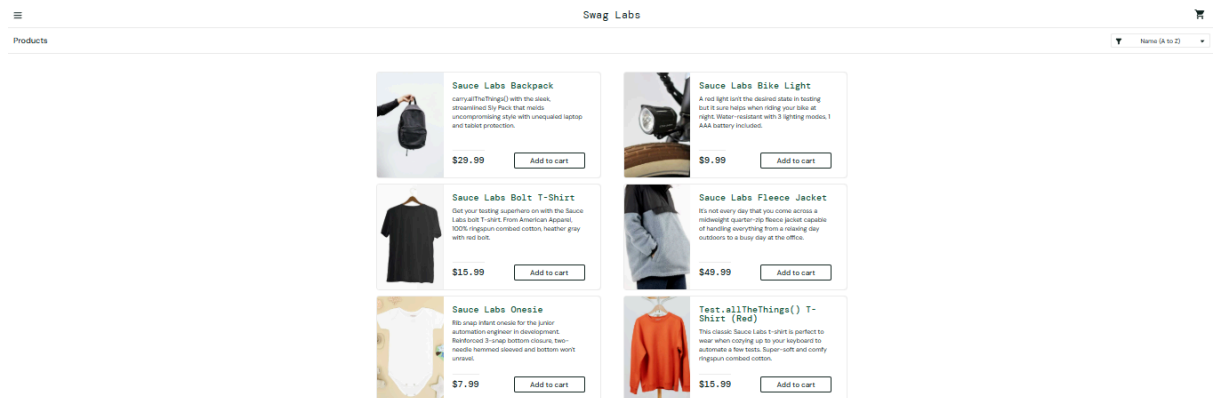 Swag Labs
Products
Name (A to Z)
Sauce Labs Backpack
carry.allTheThings() with the sleek,
streamlined Sly Pack that melds
uncompromising style with unequaled laptop
and tablet protection.
$29.99
Add to cart
Sauce Labs Bike Light
A red light isn't the desired state in testing
but it sure helps when riding your bike at
night. Water-resistant with 3 lighting modes, 1
AAA battery included.
$9.99
Add to cart
Sauce Labs Bolt T-Shirt
Get your testing superhero on with the Sauce
Labs bolt T-shirt. From American Apparel,
100% ringspun combed cotton, heather gray
with red bolt.
$15.99
Add to cart
Sauce Labs Fleece Jacket
It's not every day that you come across a
midweight quarter-zip fleece jacket capable
of handling everything from a relaxing day
outdoors to a busy day at the office.
$49.99
Add to cart
Sauce Labs Onesie
Rib snap infant onesie for the junior
automation engineer in development.
Reinforced 3-snap bottom closure, two-
needle hemmed sleeved and bottom won't
unravel.
$7.99
Add to cart
Test.allTheThings() T-
Shirt (Red)
This classic Sauce Labs t-shirt is perfect to
wear when cozying up to your keyboard to
automate a few tests. Super-soft and comfy
ringspun combed cotton.
$15.99
Add to cart